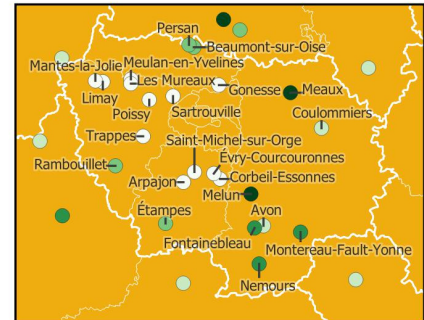 Persan
Beaumont-sur-Oise
Mantes-la-Jolie
Meulan-en-Yvelines
Les Mureaux
Limay
Gonesse
Meaux
Poissy
Sartrouville
Coulommiers
Trappes
Saint-Michel-sur-Orge
Évry-Courcouronnes
Rambouillet
Arpajon
Corbeil-Essonnes
Melun
Étampes
Avon
Fontainebleau
Montereau-Fault-Yonne
Nemours